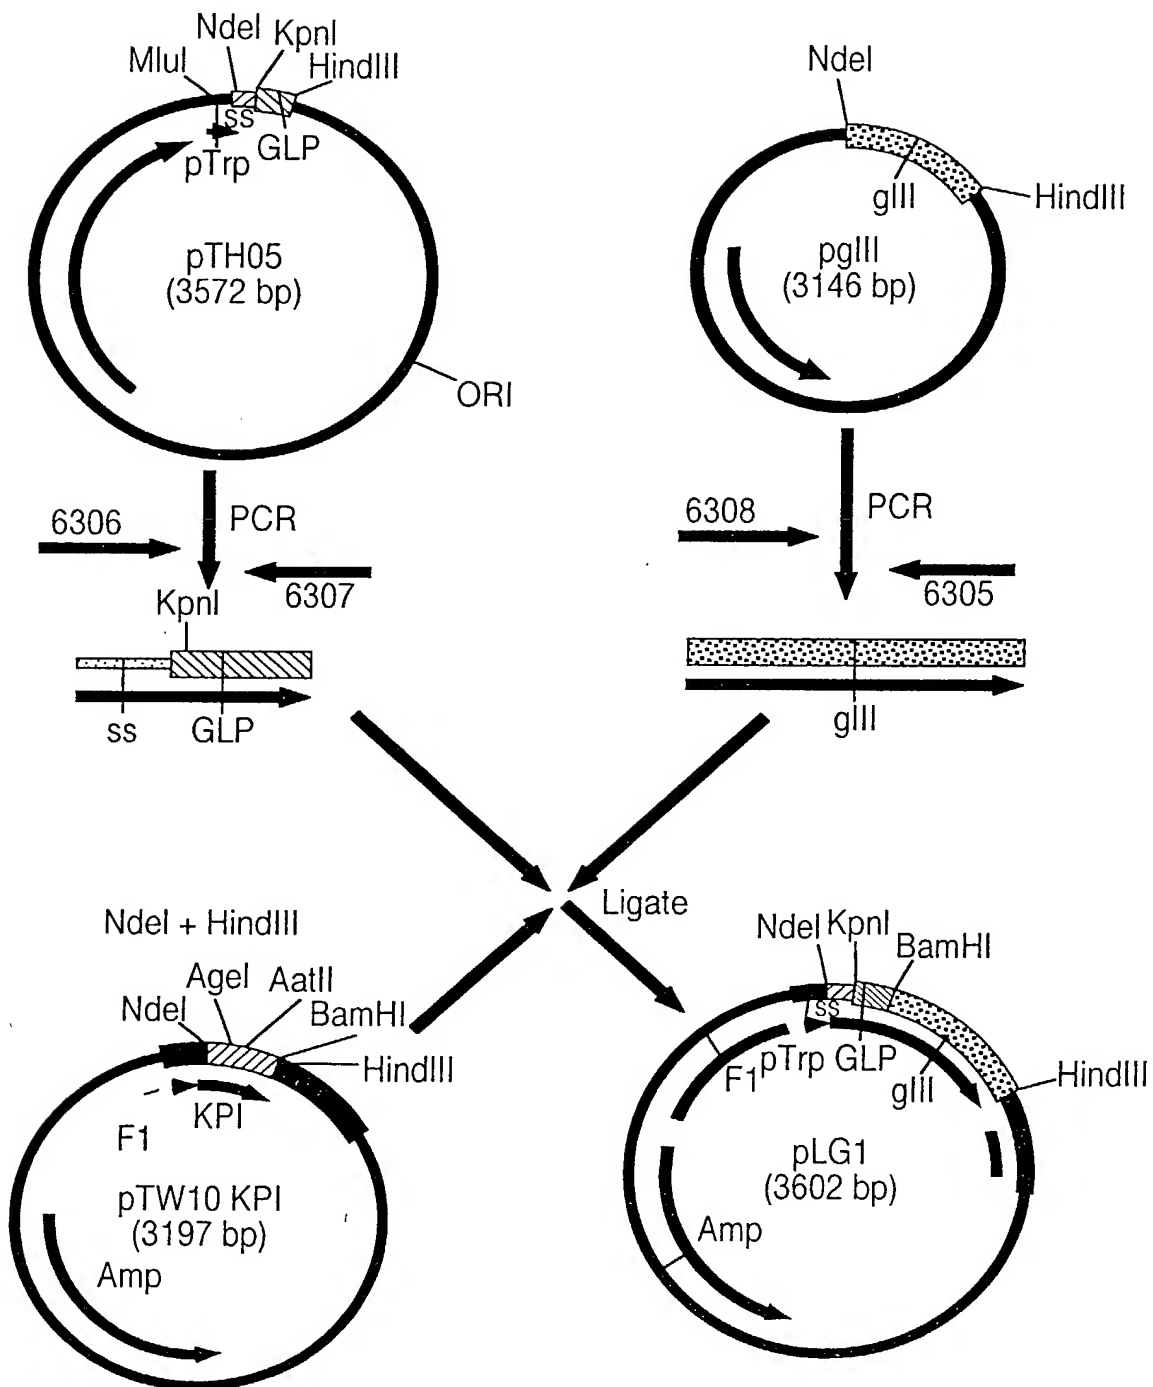 NdeI
KpnI
MluI
HindIII
ss
GLP
pTrp
pTH05
(3572 bp)
ORI
NdeI
gIII
HindIII
pgIII
(3146 bp)
6306
PCR
6307
KpnI
ss
GLP
6308
PCR
6305
gIII
Ligate
NdeI + HindIII
AgeI
AatII
NdeI
BamHI
HindIII
KPI
F1
pTW10 KPI
(3197 bp)
Amp
NdeI
KpnI
BamHI
ss
F1
pTrp
GLP
gIII
HindIII
pLG1
(3602 bp)
Amp